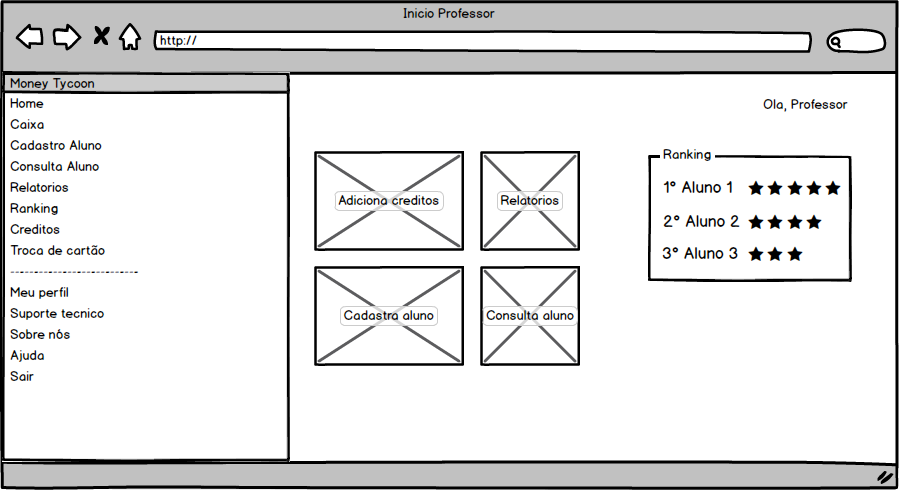 Inicio Professor
http://
Money Tycoon
Home
Caixa
Cadastro Aluno
Consulta Aluno
Relatorios
Ranking
Creditos
Troca de cartão
---------------------------
Meu perfil
Suporte tecnico
Sobre nós
Ajuda
Sair
Ola, Professor
Adiciona creditos
Relatorios
Cadastra aluno
Consulta aluno
Ranking
1° Aluno 1 ★★★★★
2° Aluno 2 ★★★★
3° Aluno 3 ★★★